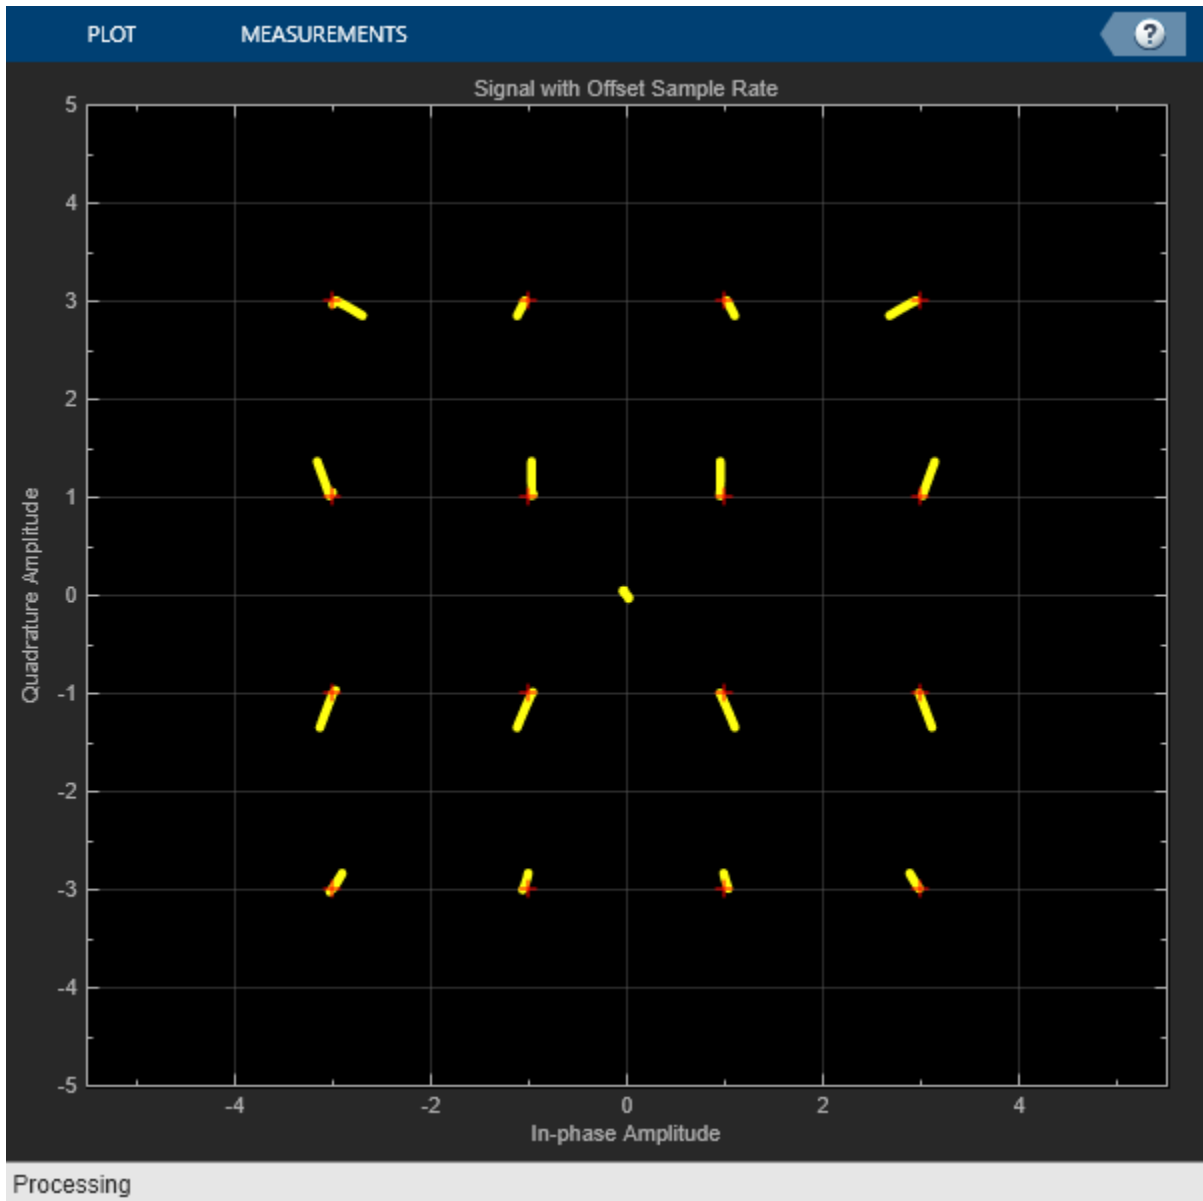 PLOT MEASUREMENTS ?
Signal with Offset Sample Rate
5
4
3
2
1
0
-1
-2
-3
-4
-5
Quadrature Amplitude
-4 -2 0 2 4
In-phase Amplitude
Processing